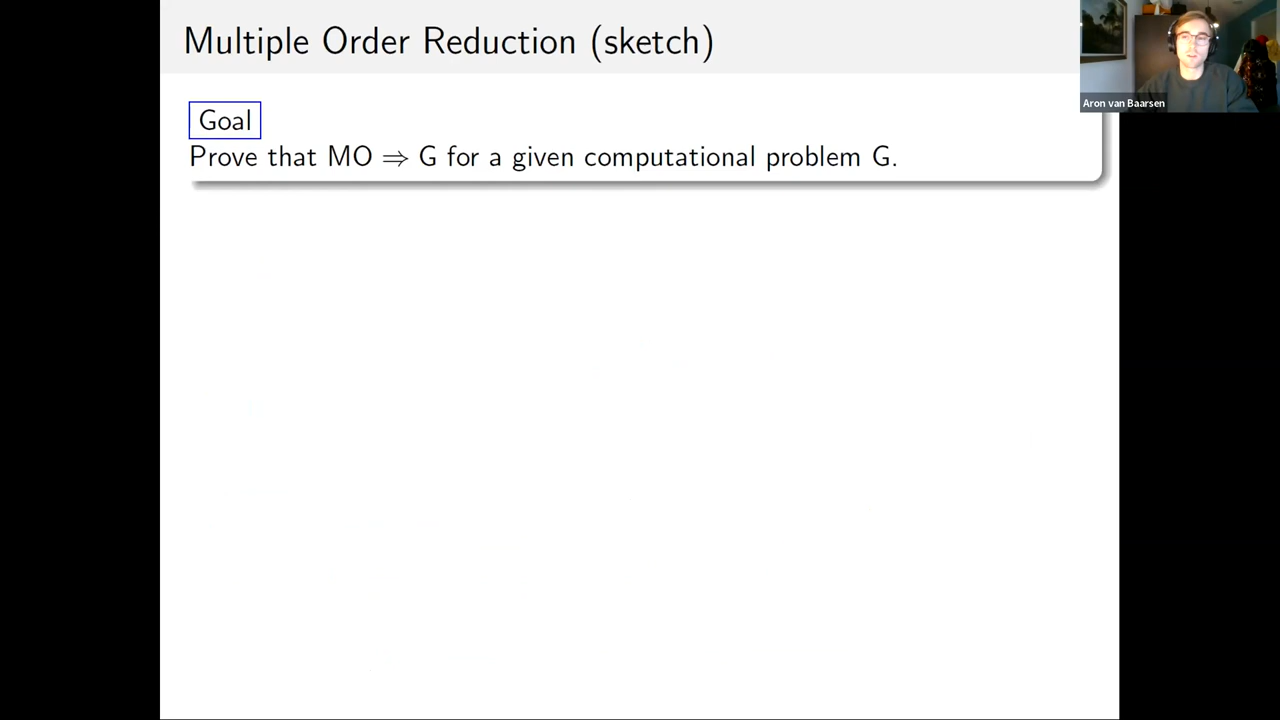 Multiple Order Reduction (sketch)
Aron van Baarsen
Goal
Prove that MO ⇒ G for a given computational problem G.